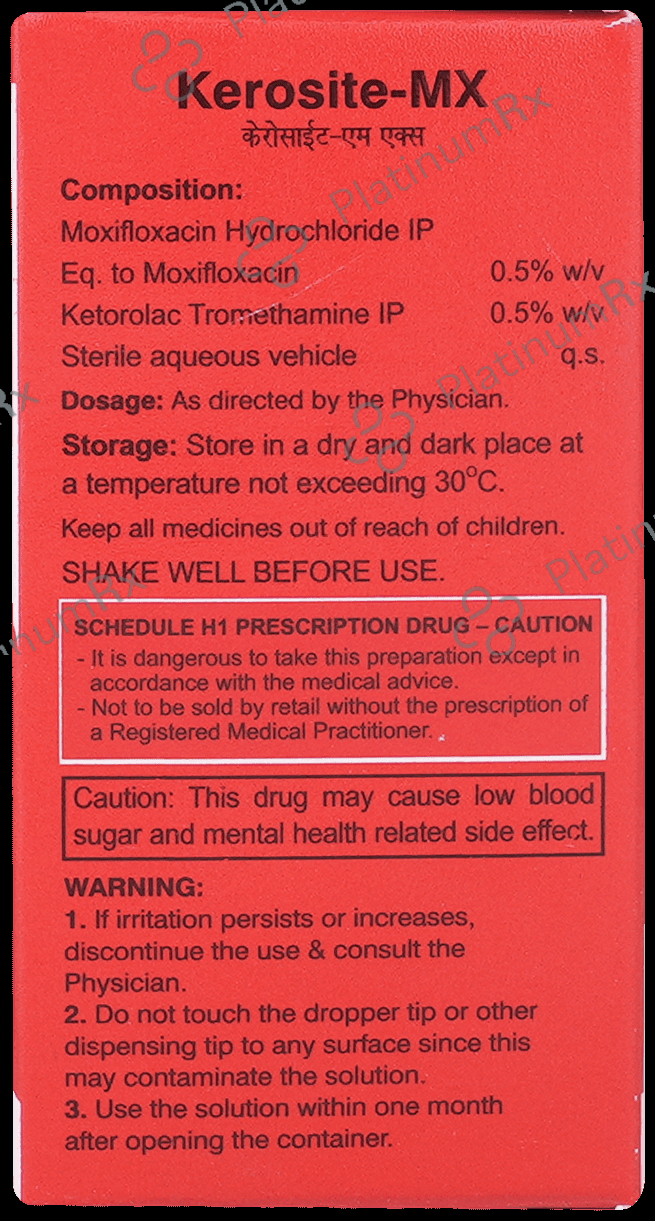 Kerosite-MX
केरोसाईट-एम एक्स
Composition:
Moxifloxacin Hydrochloride IP
Eq. to Moxifloxacin 0.5% w/v
Ketorolac Tromethamine IP 0.5% w/v
Sterile aqueous vehicle q.s.
Dosage: As directed by the Physician.
Storage: Store in a dry and dark place at
a temperature not exceeding 30°C.
Keep all medicines out of reach of children.
SHAKE WELL BEFORE USE.
SCHEDULE H1 PRESCRIPTION DRUG – CAUTION
- It is dangerous to take this preparation except in
accordance with the medical advice.
- Not to be sold by retail without the prescription of
a Registered Medical Practitioner.
Caution: This drug may cause low blood
sugar and mental health related side effect.
WARNING:
1. If irritation persists or increases,
discontinue the use & consult the
Physician.
2. Do not touch the dropper tip or other
dispensing tip to any surface since this
may contaminate the solution.
3. Use the solution within one month
after opening the container.
PlatinumRx
PlatinumRx